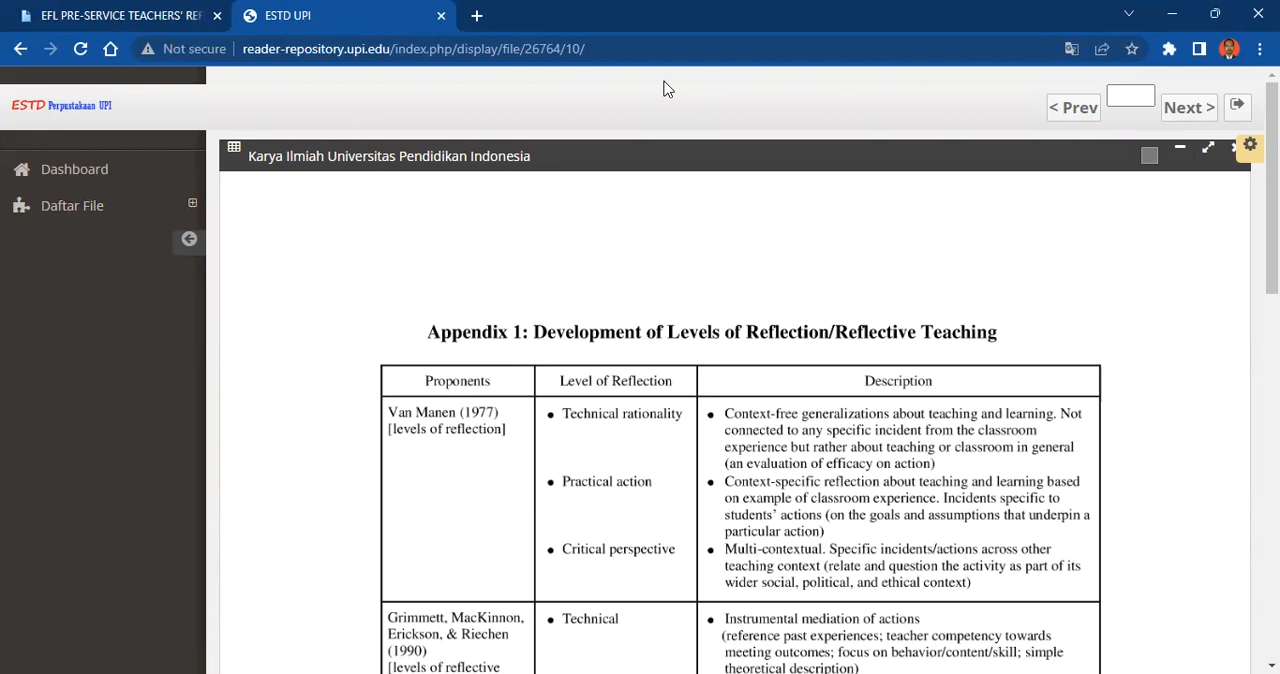 EFL PRE-SERVICE TEACHERS' REF
ESTD UPI
Not secure
reader-repository.upi.edu/index.php/display/file/26764/10/
ESTD Perpustakaan UPI
< Prev
Next >
Dashboard
Daftar File
Karya Ilmiah Universitas Pendidikan Indonesia
Appendix 1: Development of Levels of Reflection/Reflective Teaching
Proponents
Level of Reflection
Description
Van Manen (1977)
[levels of reflection]
• Technical rationality
• Context-free generalizations about teaching and learning. Not
connected to any specific incident from the classroom
experience but rather about teaching or classroom in general
(an evaluation of efficacy on action)
• Practical action
• Context-specific reflection about teaching and learning based
on example of classroom experience. Incidents specific to
students' actions (on the goals and assumptions that underpin a
particular action)
• Critical perspective
• Multi-contextual. Specific incidents/actions across other
teaching context (relate and question the activity as part of its
wider social, political, and ethical context)
Grimmett, MacKinnon,
Erickson, & Riechen
(1990)
[levels of reflective
• Technical
• Instrumental mediation of actions
(reference past experiences; teacher competency towards
meeting outcomes; focus on behavior/content/skill; simple
theoretical description)